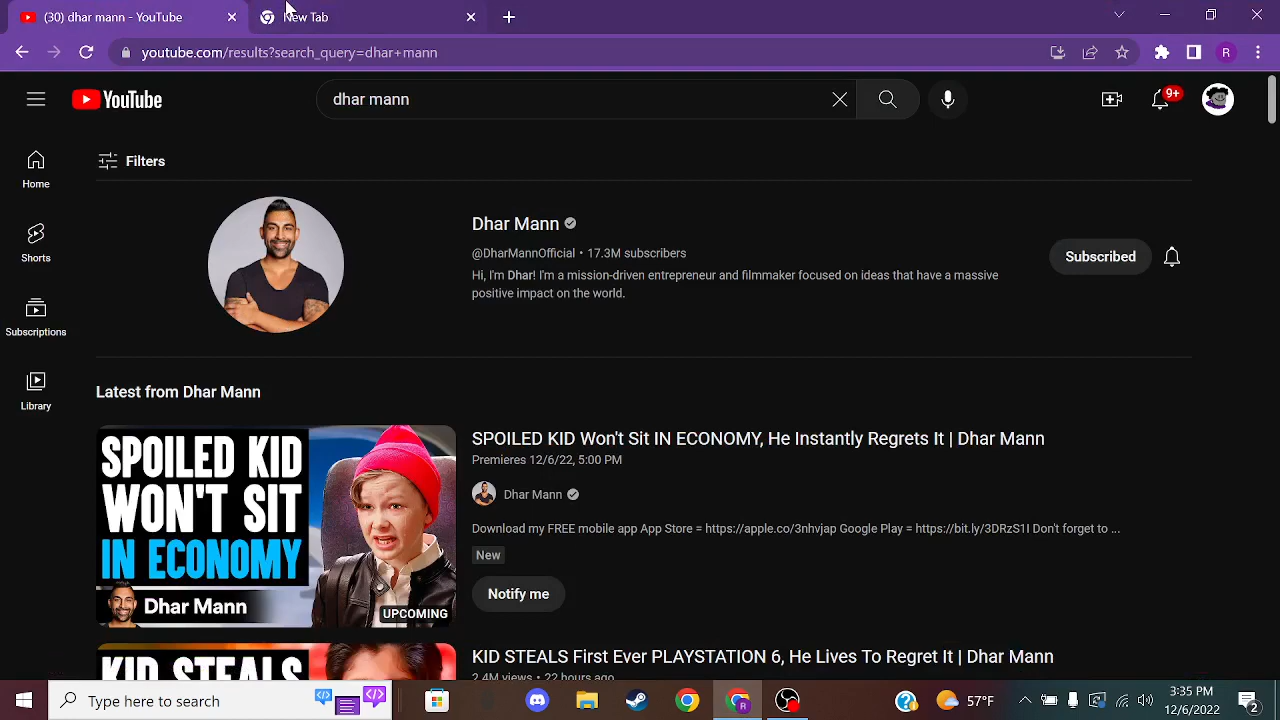 (30) dhar mann - YouTube
New Tab
youtube.com/results?search_query=dhar+mann
R
YouTube
dhar mann
9+
Filters
Home
Shorts
Subscriptions
Library
Dhar Mann
@DharMannOfficial • 17.3M subscribers
Hi, I'm Dhar! I'm a mission-driven entrepreneur and filmmaker focused on ideas that have a massive
positive impact on the world.
Subscribed
Latest from Dhar Mann
SPOILED KID
WON'T SIT
IN ECONOMY
Dhar Mann
UPCOMING
SPOILED KID Won't Sit IN ECONOMY, He Instantly Regrets It | Dhar Mann
Premieres 12/6/22, 5:00 PM
Dhar Mann
Download my FREE mobile app App Store = https://apple.co/3nhyjap Google Play = https://bit.ly/3DRzS1I Don't forget to ...
New
Notify me
KID STEALS
KID STEALS First Ever PLAYSTATION 6, He Lives To Regret It | Dhar Mann
2.4M views • 22 hours ago
Type here to search
R
57°F
3:35 PM
12/6/2022
2